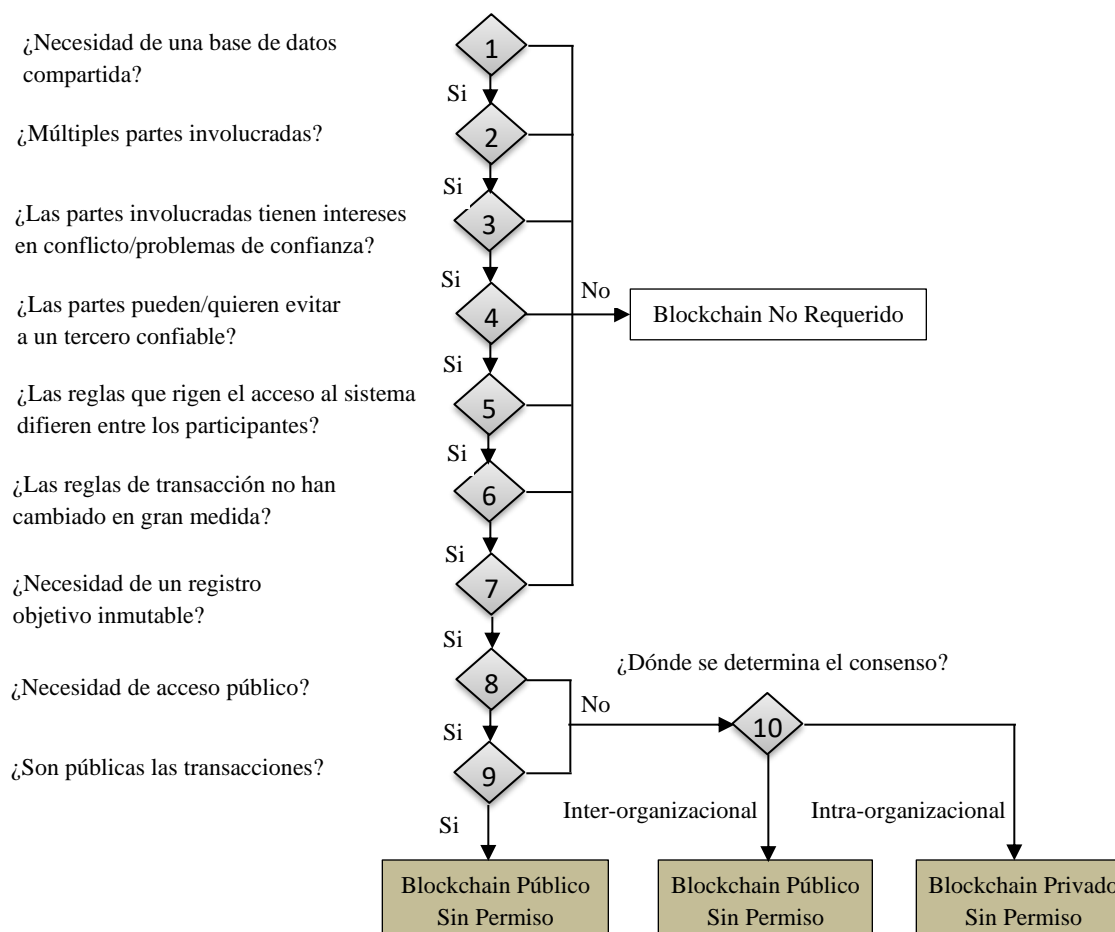 ¿Necesidad de una base de datos
compartida?
1
Si
¿Múltiples partes involucradas?
2
Si
¿Las partes involucradas tienen intereses
en conflicto/problemas de confianza?
3
Si
¿Las partes pueden/quieren evitar
a un tercero confiable?
4
No
Blockchain No Requerido
Si
¿Las reglas que rigen el acceso al sistema
difieren entre los participantes?
5
Si
¿Las reglas de transacción no han
cambiado en gran medida?
6
Si
¿Necesidad de un registro
objetivo inmutable?
7
Si
¿Dónde se determina el consenso?
¿Necesidad de acceso público?
8
No
10
Si
¿Son públicas las transacciones?
9
Si
Inter-organizacional
Intra-organizacional
Blockchain Público
Sin Permiso
Blockchain Público
Sin Permiso
Blockchain Privado
Sin Permiso